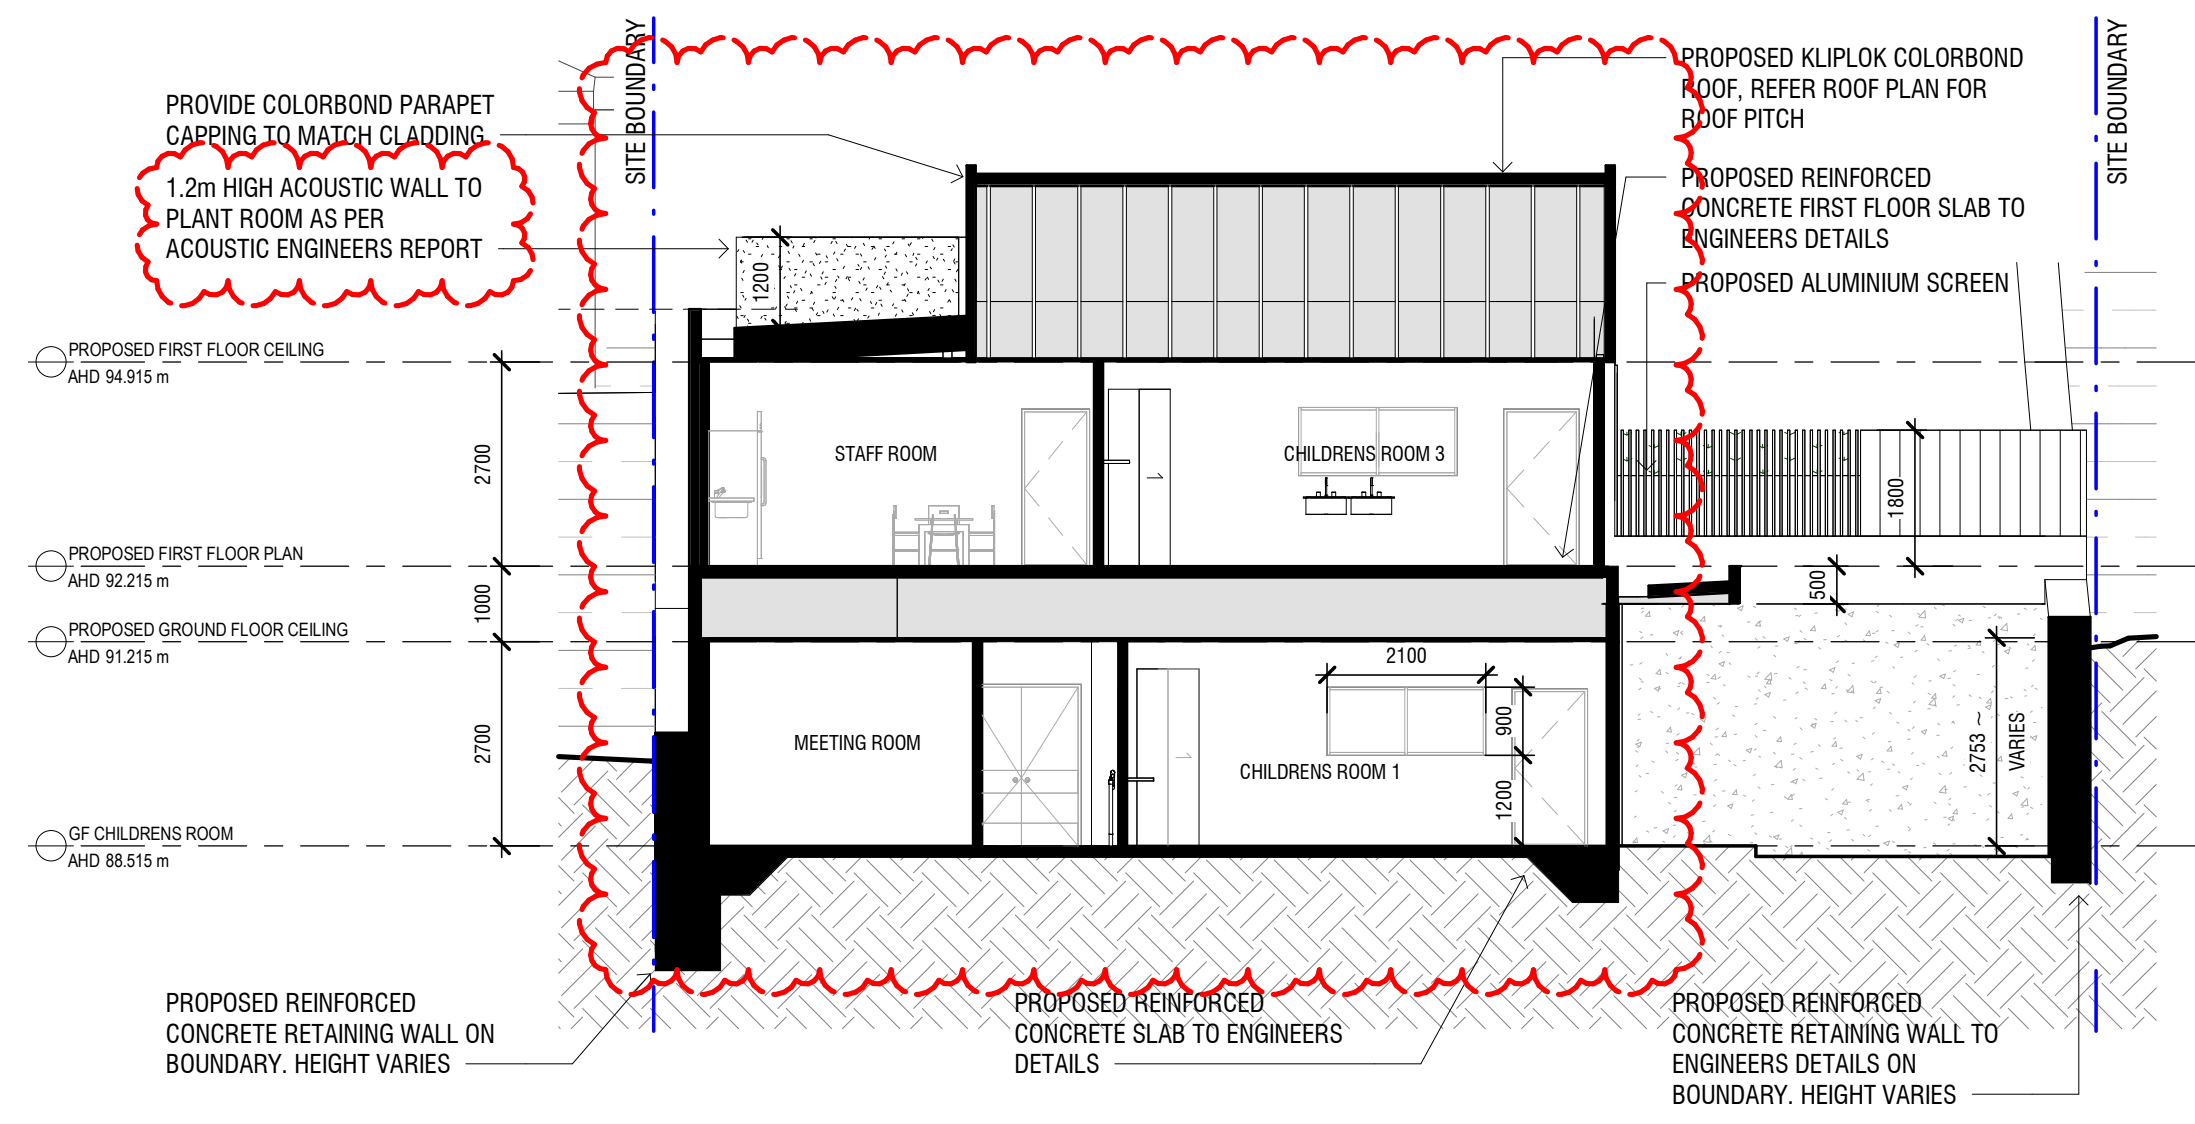 SITE BOUNDARY
SITE BOUNDARY
PROVIDE COLORBOND PARAPET
CAPPING TO MATCH CLADDING
1.2m HIGH ACOUSTIC WALL TO
PLANT ROOM AS PER
ACOUSTIC ENGINEERS REPORT
PROPOSED KLIPLOK COLORBOND
ROOF, REFER ROOF PLAN FOR
ROOF PITCH
PROPOSED REINFORCED
CONCRETE FIRST FLOOR SLAB TO
ENGINEERS DETAILS
PROPOSED ALUMINIUM SCREEN
1200
PROPOSED FIRST FLOOR CEILING
AHD 94.915 m
2700
STAFF ROOM
CHILDRENS ROOM 3
1
1800
PROPOSED FIRST FLOOR PLAN
AHD 92.215 m
1000
500
PROPOSED GROUND FLOOR CEILING
AHD 91.215 m
2700
MEETING ROOM
1
CHILDRENS ROOM 1
2100
900
1200
2753 ~
VARIES
GF CHILDRENS ROOM
AHD 88.515 m
PROPOSED REINFORCED
CONCRETE RETAINING WALL ON
BOUNDARY. HEIGHT VARIES
PROPOSED REINFORCED
CONCRETE SLAB TO ENGINEERS
DETAILS
PROPOSED REINFORCED
CONCRETE RETAINING WALL TO
ENGINEERS DETAILS ON
BOUNDARY. HEIGHT VARIES